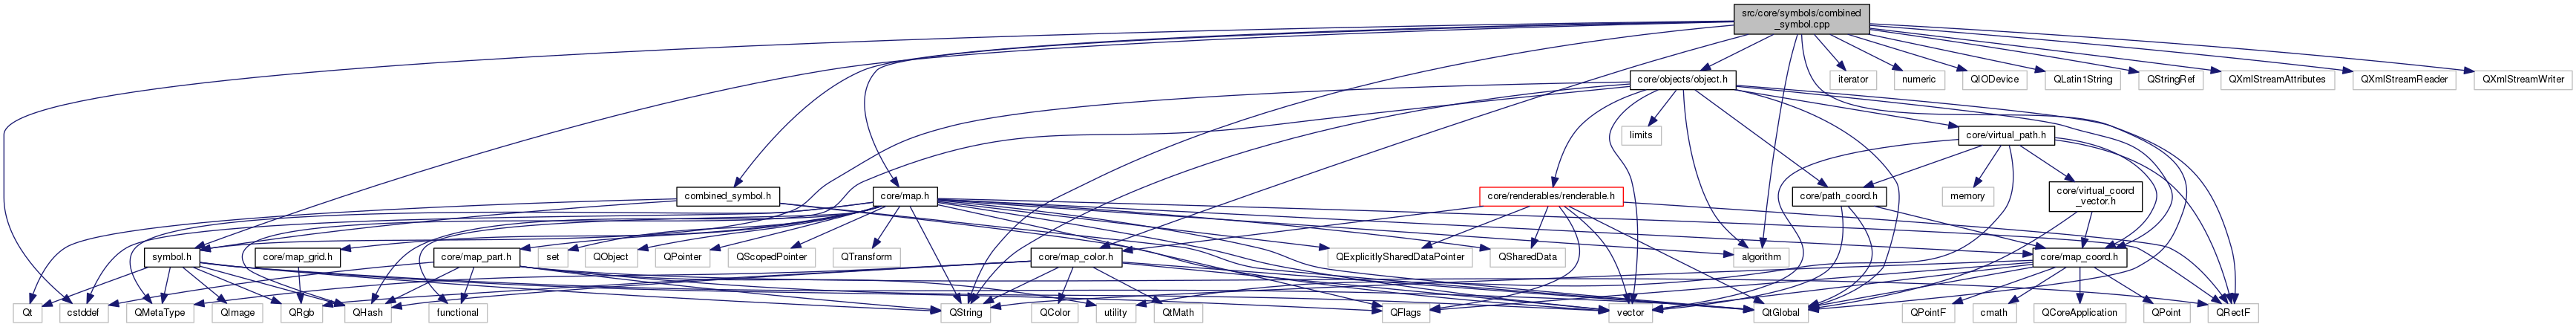 src/core/symbols/combined
_symbol.cpp
core/objects/object.h
iterator
numeric
QIODevice
QLatin1String
QStringRef
QXmlStreamAttributes
QXmlStreamReader
QXmlStreamWriter
limits
core/virtual_path.h
combined_symbol.h
core/map.h
core/renderables/renderable.h
core/path_coord.h
memory
core/virtual_coord
_vector.h
symbol.h
core/map_grid.h
core/map_part.h
set
QObject
QPointer
QScopedPointer
QTransform
core/map_color.h
QExplicitlySharedDataPointer
QSharedData
algorithm
core/map_coord.h
Qt
cstddef
QMetaType
QImage
QRgb
QHash
functional
QString
QColor
utility
QtMath
QFlags
vector
QtGlobal
QPointF
cmath
QCoreApplication
QPoint
QRectF